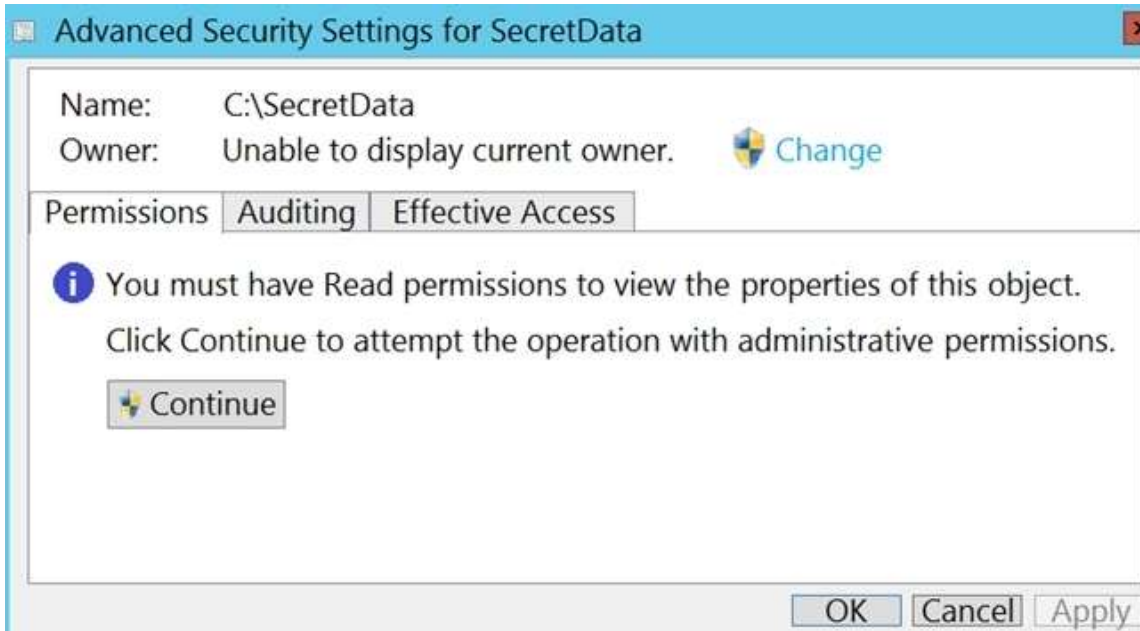 Advanced Security Settings for SecretData
Name: C:\SecretData
Owner: Unable to display current owner. Change
Permissions Auditing Effective Access
You must have Read permissions to view the properties of this object.
Click Continue to attempt the operation with administrative permissions.
Continue
OK Cancel Apply